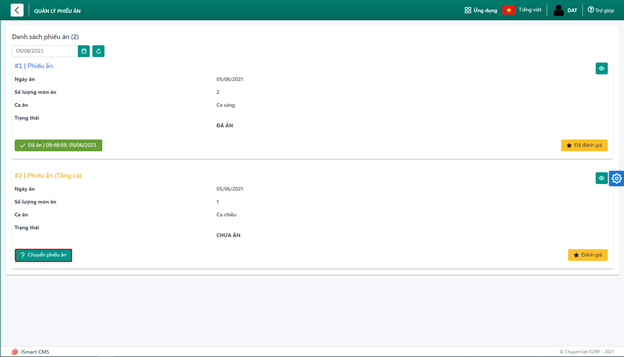 QUẢN LÝ PHIẾU ĂN
Ứng dụng
Tiếng việt
DAT
Trợ giúp
Danh sách phiếu ăn (2)
05/06/2021
#1 | Phiếu ăn
Ngày ăn 05/06/2021
Số lượng món ăn 2
Ca ăn Ca sáng
Trạng thái
ĐÃ ĂN
Đã ăn | 09:49:59, 05/06/2021
Đã đánh giá
#2 | Phiếu ăn (Tăng ca)
Ngày ăn 05/06/2021
Số lượng món ăn 1
Ca ăn Ca chiều
Trạng thái
CHƯA ĂN
Chuyển phiếu ăn
Đánh giá
iSmart CMS
© ChuyenViet CORP - 2021